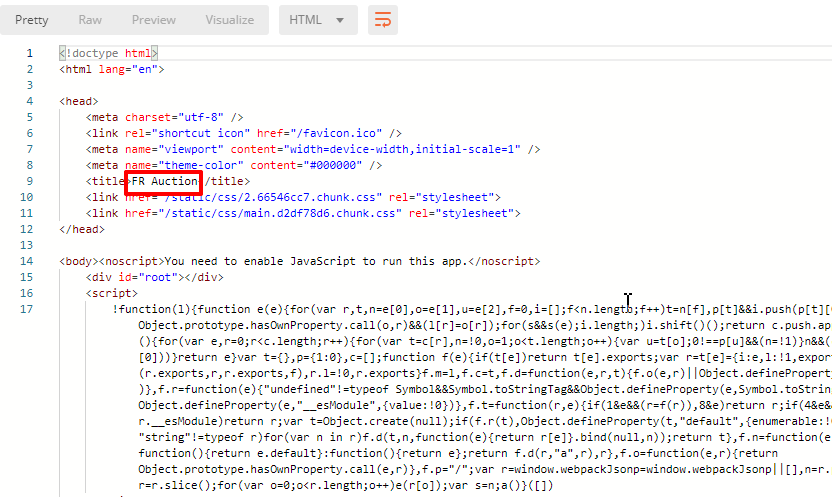 Pretty Raw Preview Visualize HTML
1 <!doctype html>
2 <html lang="en">
3
4 <head>
5 <meta charset="utf-8" />
6 <link rel="shortcut icon" href="/favicon.ico" />
7 <meta name="viewport" content="width=device-width,initial-scale=1" />
8 <meta name="theme-color" content="#000000" />
9 <title>FR Auction</title>
10 <link href="/static/css/2.66546cc7.chunk.css" rel="stylesheet">
11 <link href="/static/css/main.d2df78d6.chunk.css" rel="stylesheet">
12 </head>
13
14 <body><noscript>You need to enable JavaScript to run this app.</noscript>
15 <div id="root"></div>
16 <script>
17 !function(l){function e(e){for(var r,t,n=e[0],o=e[1],u=e[2],f=0,i=[];f<n.length;f++)t=n[f],p[t]&&i.push(p[t][0
Object.prototype.hasOwnProperty.call(o,r)&&(l[r]=o[r]);for(s&&s(e);i.length;)i.shift()();return c.push.ap
(){for(var e,r=0;r<c.length;r++){for(var t=c[r],n=!0,o=1;o<t.length;o++){var u=t[o];0!==p[u]&&(n=!1)}n&&(
[0]))}return e}var t={},p={1:0},c=[];function f(e){if(t[e])return t[e].exports;var r=t[e]={i:e,l:!1,expor
(r.exports,r,r.exports,f),r.l=!0,r.exports}f.m=l,f.c=t,f.d=function(e,r,t){f.o(e,r)||Object.definePropert
)},f.r=function(e){"undefined"!=typeof Symbol&&Symbol.toStringTag&&Object.defineProperty(e,Symbol.toStrin
Object.defineProperty(e,"__esModule",{value:!0})},f.t=function(r,e){if(1&e&&(r=f(r)),8&e)return r;if(4&e&
r.__esModule)return r;var t=Object.create(null);if(f.r(t),Object.defineProperty(t,"default",{enumerable:!
"string"!=typeof r)for(var n in r)f.d(t,n,function(e){return r[e]}.bind(null,n));return t},f.n=function(e
function(){return e.default}:function(){return e};return f.d(r,"a",r),r},f.o=function(e,r){return
Object.prototype.hasOwnProperty.call(e,r)},f.p="/";var r=window.webpackJsonp=window.webpackJsonp||[],n=r.
r=r.slice();for(var o=0;o<r.length;o++)e(r[o]);var s=n;a()}([])